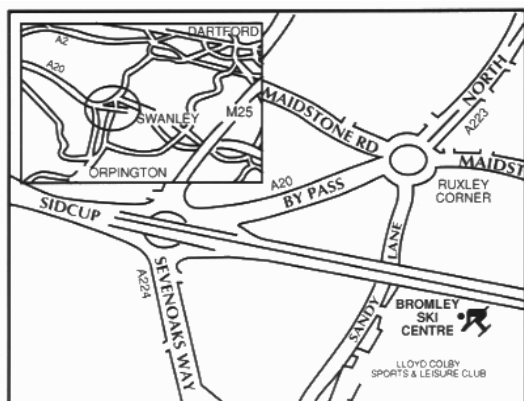 DARTFORD
A2
A20
SWANLEY
M25
ORPINGTON
MAIDSTONE RD
NORTH
A223
MAIDST
RUXLEY
CORNER
A20
BY PASS
SIDCUP
LANE
SANDY
A224
SEVENOAKS WAY
BROMLEY
SKI
CENTRE
LLOYD COLBY
SPORTS & LEISURE CLUB